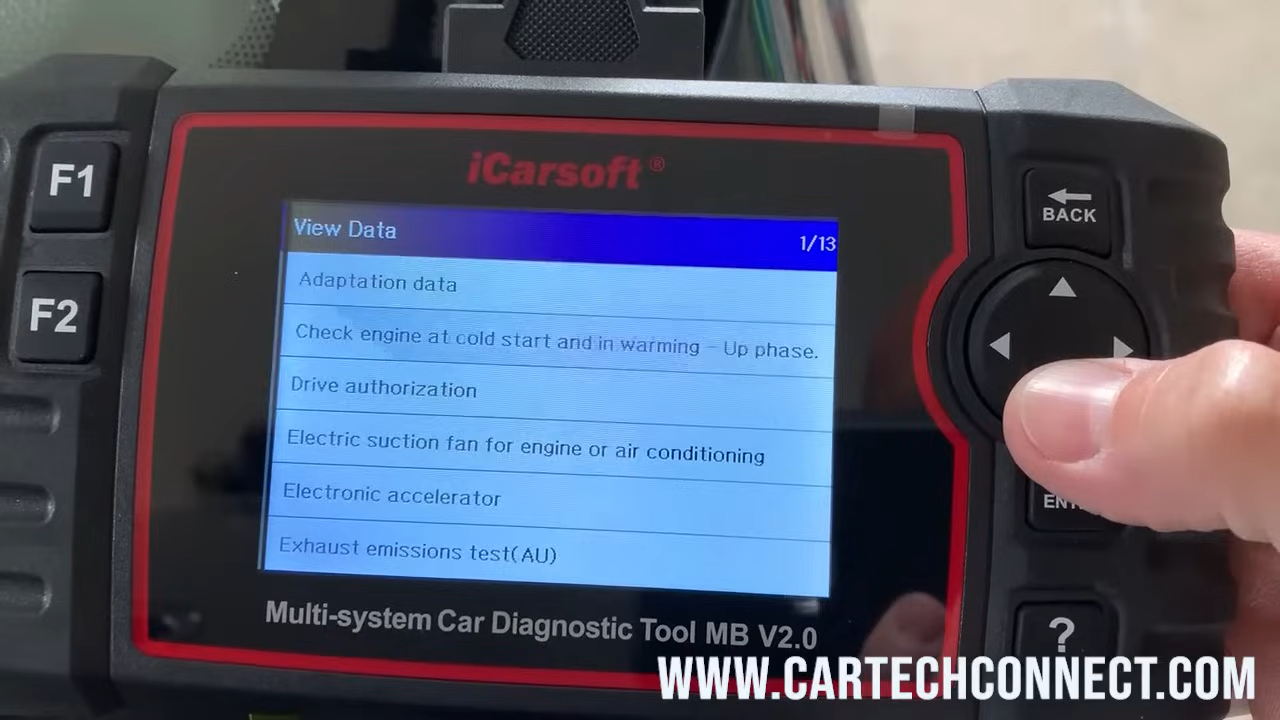 iCarsoft®
F1
F2
BACK
View Data
1/13
Adaptation data
Check engine at cold start and in warming - Up phase.
Drive authorization
Electric suction fan for engine or air conditioning
Electronic accelerator
Exhaust emissions test(AU)
?
Multi-system Car Diagnostic Tool MB V2.0
WWW.CARTECHCONNECT.COM